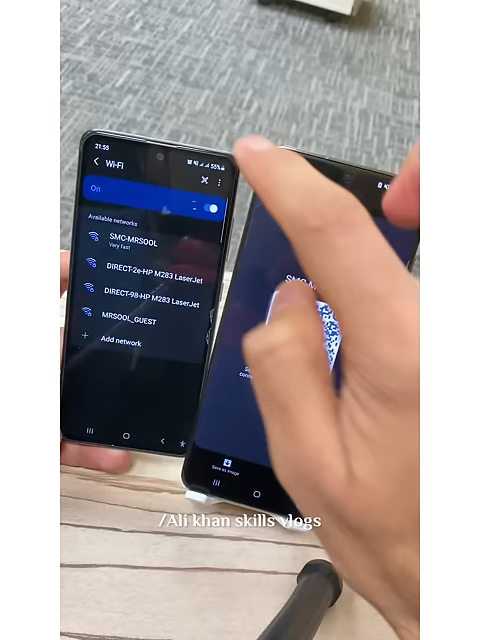 21:55
55%
Wi-Fi
On
Available networks
SMC-MRSOOL
Very fast
DIRECT-2e-HP M283 LaserJet
DIRECT-98-HP M283 LaserJet
MRSOOL_GUEST
Add network
Save as image
/Ali khan skills vlogs